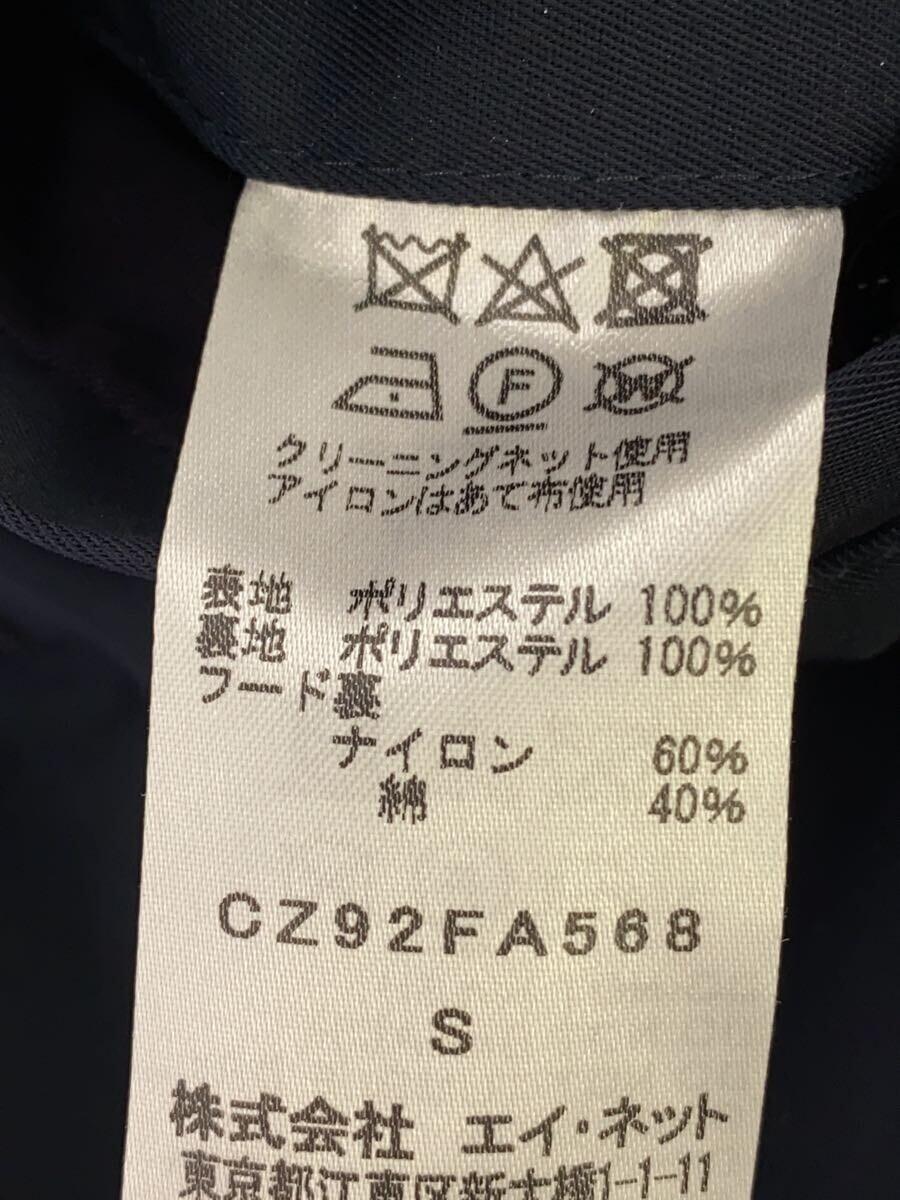 F W
クリーニングネット使用
アイロンはあて布使用
表地 ポリエステル 100%
裏地 ポリエステル 100%
フード裏
ナイロン 60%
綿 40%
CZ92FA568
S
株式会社 エイ・ネット
東京都江東区新大橋1-1-11